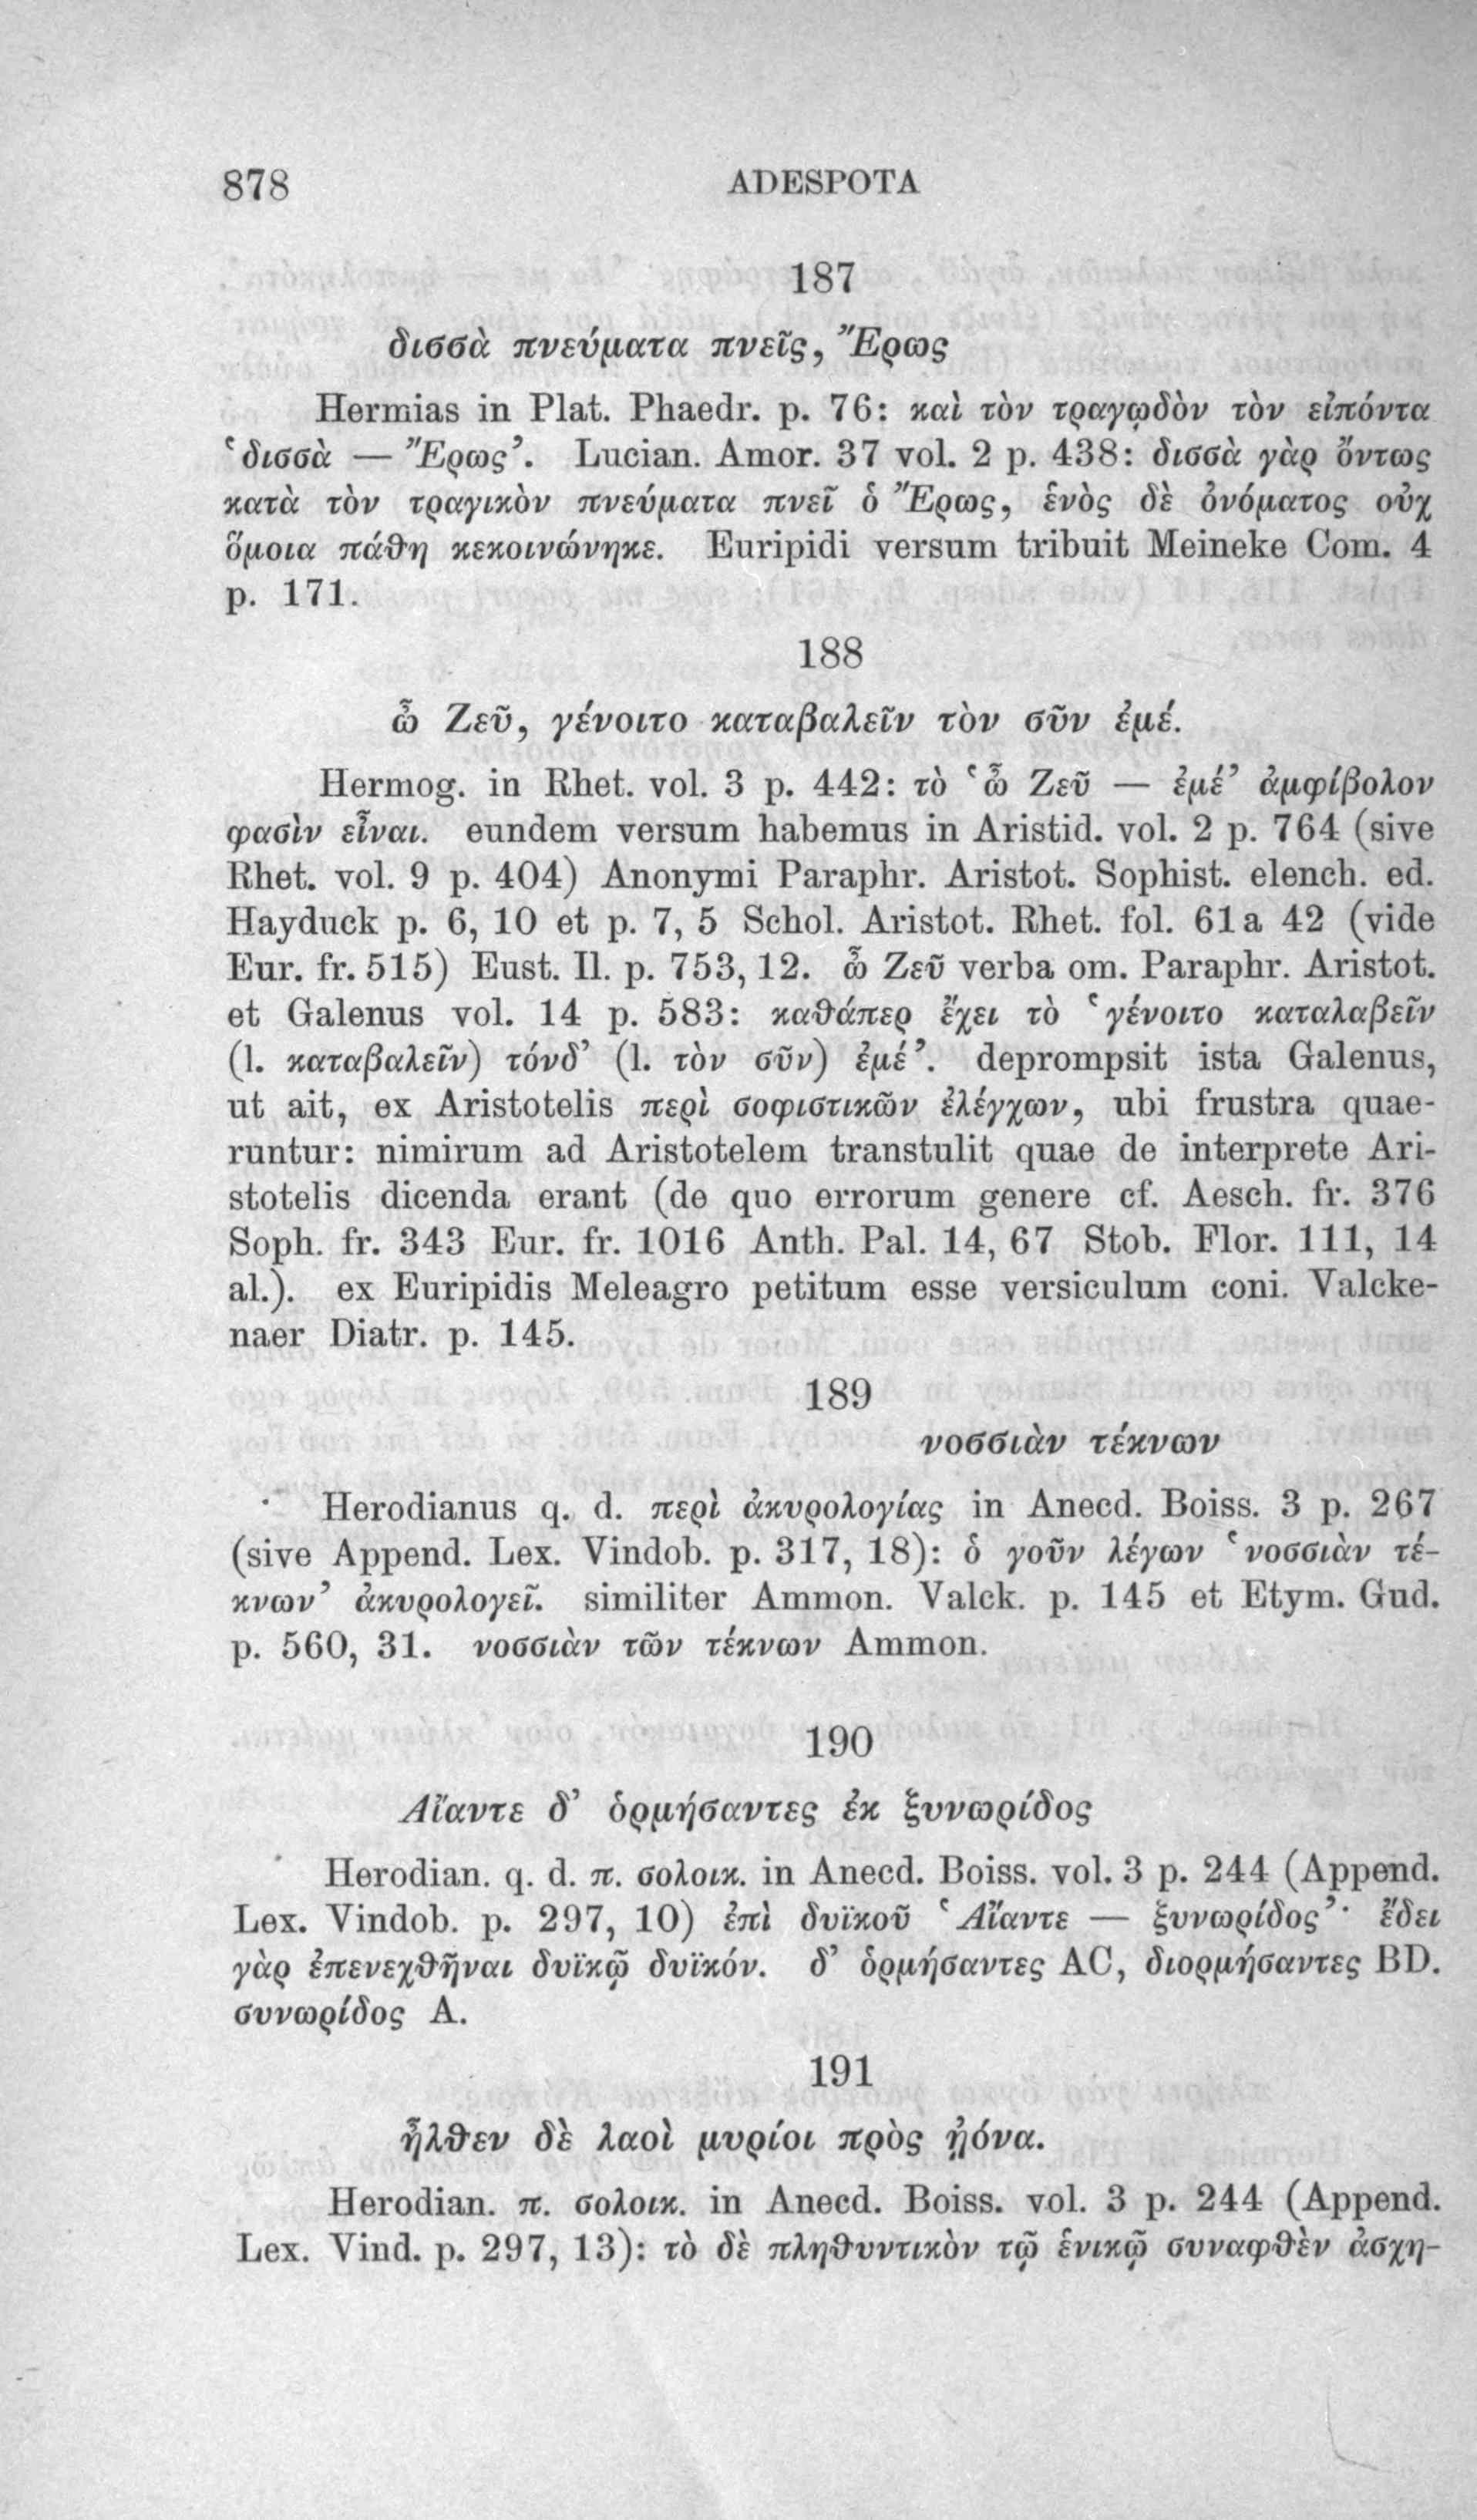 878 ADESPOTA
187
δισσὰ πνεύματα πνεῖς, Ἔρως
Hermias in Plat. Phaedr. p. 76: καὶ τὸν τραγῳδὸν τὸν εἰπόντα
‘δισσὰ — Ἔρως’. Lucian. Amor. 37 vol. 2 p. 438: δισσὰ γὰρ ὄντως
κατὰ τὸν τραγικὸν πνεύματα πνεῖ ὁ Ἔρως, ἑνὸς δὲ ὀνόματος οὐχ
ὅμοια πάθη κεκοινώνηκε. Euripidi versum tribuit Meineke Com. 4
p. 171.
188
ὦ Ζεῦ, γένοιτο καταβαλεῖν τὸν σῦν ἐμέ.
Hermog. in Rhet. vol. 3 p. 442: τὸ ‘ὦ Ζεῦ — ἐμέ’ ἀμφίβολον
φασὶν εἶναι. eundem versum habemus in Aristid. vol. 2 p. 764 (sive
Rhet. vol. 9 p. 404) Anonymi Paraphr. Aristot. Sophist. elench. ed.
Hayduck p. 6, 10 et p. 7, 5 Schol. Aristot. Rhet. fol. 61a 42 (vide
Eur. fr. 515) Eust. Il. p. 753, 12. ὦ Ζεῦ verba om. Paraphr. Aristot.
et Galenus vol. 14 p. 583: καθάπερ ἔχει τὸ ‘γένοιτο καταλαβεῖν
(l. καταβαλεῖν) τόνδ’ (l. τὸν σῦν) ἐμέ’. deprompsit ista Galenus,
ut ait, ex Aristotelis περὶ σοφιστικῶν ἐλέγχων, ubi frustra quae-
runtur: nimirum ad Aristotelem transtulit quae de interprete Ari-
stotelis dicenda erant (de quo errorum genere cf. Aesch. fr. 376
Soph. fr. 343 Eur. fr. 1016 Anth. Pal. 14, 67 Stob. Flor. 111, 14
al.). ex Euripidis Meleagro petitum esse versiculum coni. Valcke-
naer Diatr. p. 145.
189
νοσσιὰν τέκνων
Herodianus q. d. περὶ ἀκυρολογίας in Anecd. Boiss. 3 p. 267
(sive Append. Lex. Vindob. p. 317, 18): ὁ γοῦν λέγων ‘νοσσιὰν τέ-
κνων’ ἀκυρολογεῖ. similiter Ammon. Valck. p. 145 et Etym. Gud.
p. 560, 31. νοσσιὰν τῶν τέκνων Ammon.
190
Αἴαντε δ’ ὁρμήσαντες ἐκ ξυνωρίδος
Herodian. q. d. π. σολοικ. in Anecd. Boiss. vol. 3 p. 244 (Append.
Lex. Vindob. p. 297, 10) ἐπὶ δυϊκοῦ ‘Αἴαντε — ξυνωρίδος’· ἔδει
γὰρ ἐπενεχθῆναι δυϊκῷ δυϊκόν. δ’ ὁρμήσαντες AC, διορμήσαντες BD.
συνωρίδος A.
191
ἦλθεν δὲ λαοὶ μυρίοι πρὸς ᾐόνα.
Herodian. π. σολοικ. in Anecd. Boiss. vol. 3 p. 244 (Append.
Lex. Vind. p. 297, 13): τὸ δὲ πληθυντικὸν τῷ ἑνικῷ συναφθὲν ἀσχη-